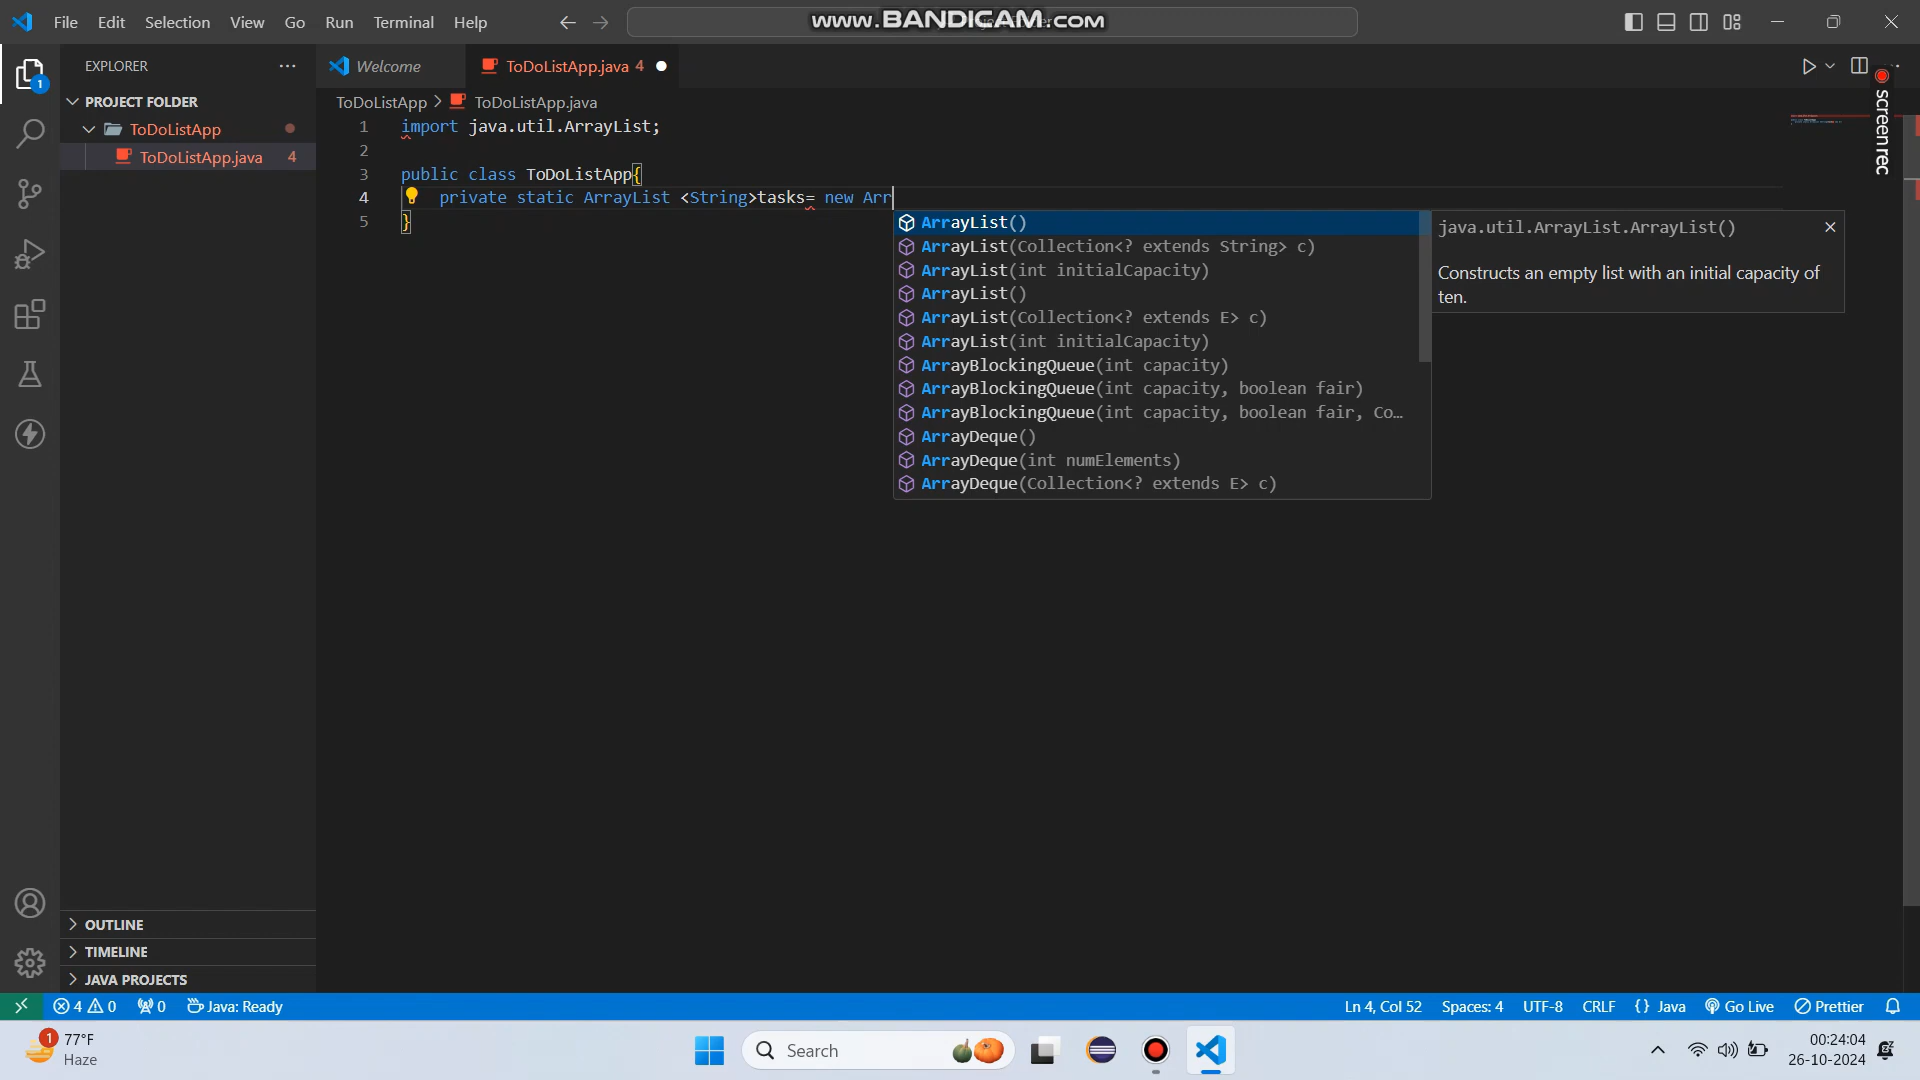 File Edit Selection View Go Run Terminal Help
www.BANDICAM.com
EXPLORER
Welcome
ToDoListApp.java 4
screen rec
PROJECT FOLDER
ToDoListApp
ToDoListApp.java 4
1
ToDoListApp > ToDoListApp.java
1 import java.util.ArrayList;
2
3 public class ToDoListApp{
4 private static ArrayList <String>tasks= new Arr
5 }
ArrayList()
ArrayList(Collection<? extends String> c)
ArrayList(int initialCapacity)
ArrayList()
ArrayList(Collection<? extends E> c)
ArrayList(int initialCapacity)
ArrayBlockingQueue(int capacity)
ArrayBlockingQueue(int capacity, boolean fair)
ArrayBlockingQueue(int capacity, boolean fair, Co...
ArrayDeque()
ArrayDeque(int numElements)
ArrayDeque(Collection<? extends E> c)
java.util.ArrayList.ArrayList()
Constructs an empty list with an initial capacity of
ten.
OUTLINE
TIMELINE
JAVA PROJECTS
4 0 0 Java: Ready
Ln 4, Col 52 Spaces: 4 UTF-8 CRLF {} Java Go Live Prettier
1
77°F
Haze
Search
00:24:04
26-10-2024